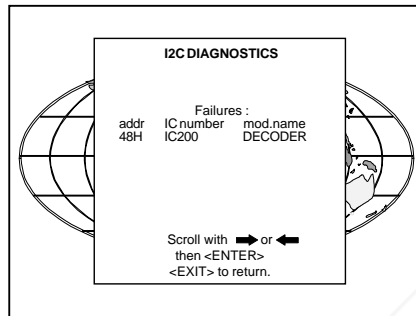 I2C DIAGNOSTICS
Failures :
addr IC number mod.name
48H IC200 DECODER
Scroll with ➡ or ⬅
then <ENTER>
<EXIT> to return.